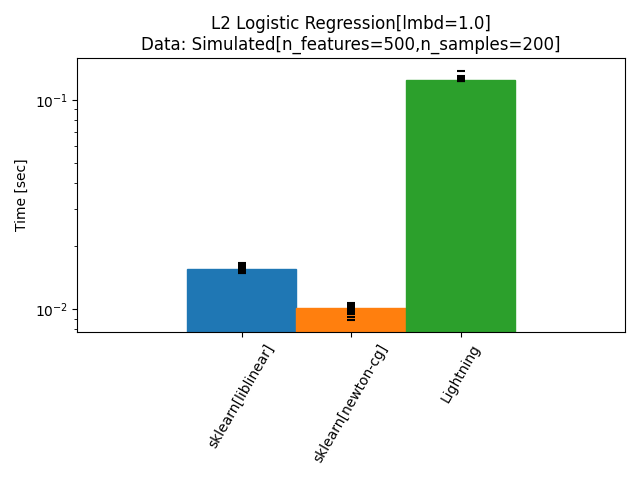 L2 Logistic Regression[lmbd=1.0]
Data: Simulated[n_features=500,n_samples=200]
Time [sec]
10⁻¹
10⁻²
sklearn[liblinear]
sklearn[newton-cg]
Lightning